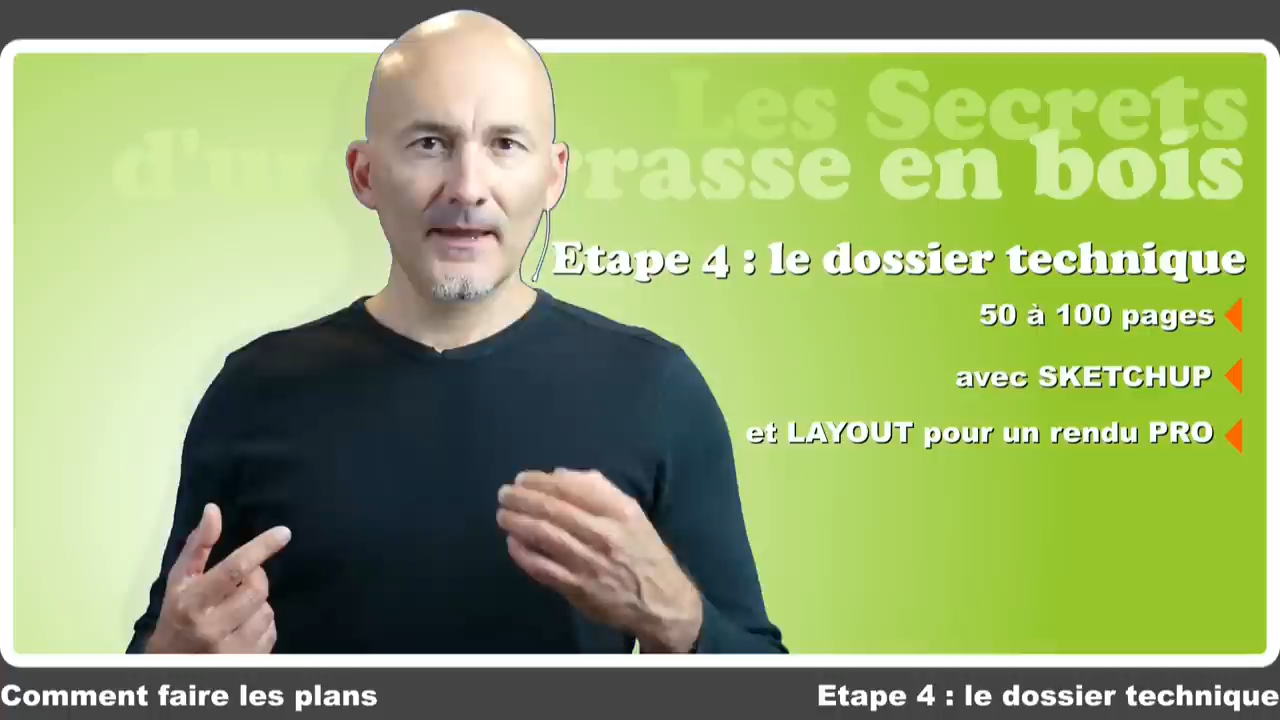 Les Secrets
en bois
Etape 4 : le dossier technique
50 à 100 pages
avec SKETCHUP
et LAYOUT pour un rendu PRO
Comment faire les plans
Etape 4 : le dossier technique